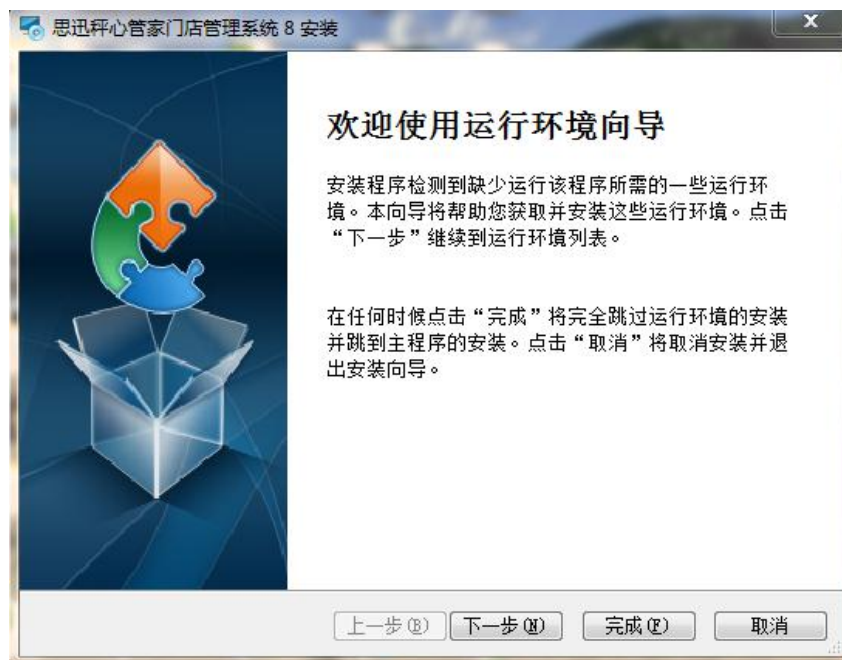 思迅秤心管家门店管理系统 8 安装
X
欢迎使用运行环境向导
安装程序检测到缺少运行该程序所需的一些运行环
境。本向导将帮助您获取并安装这些运行环境。点击
“下一步”继续到运行环境列表。
在任何时候点击“完成”将完全跳过运行环境的安装
并跳到主程序的安装。点击“取消”将取消安装并退
出安装向导。
上一步(B) 下一步(N) 完成(F) 取消